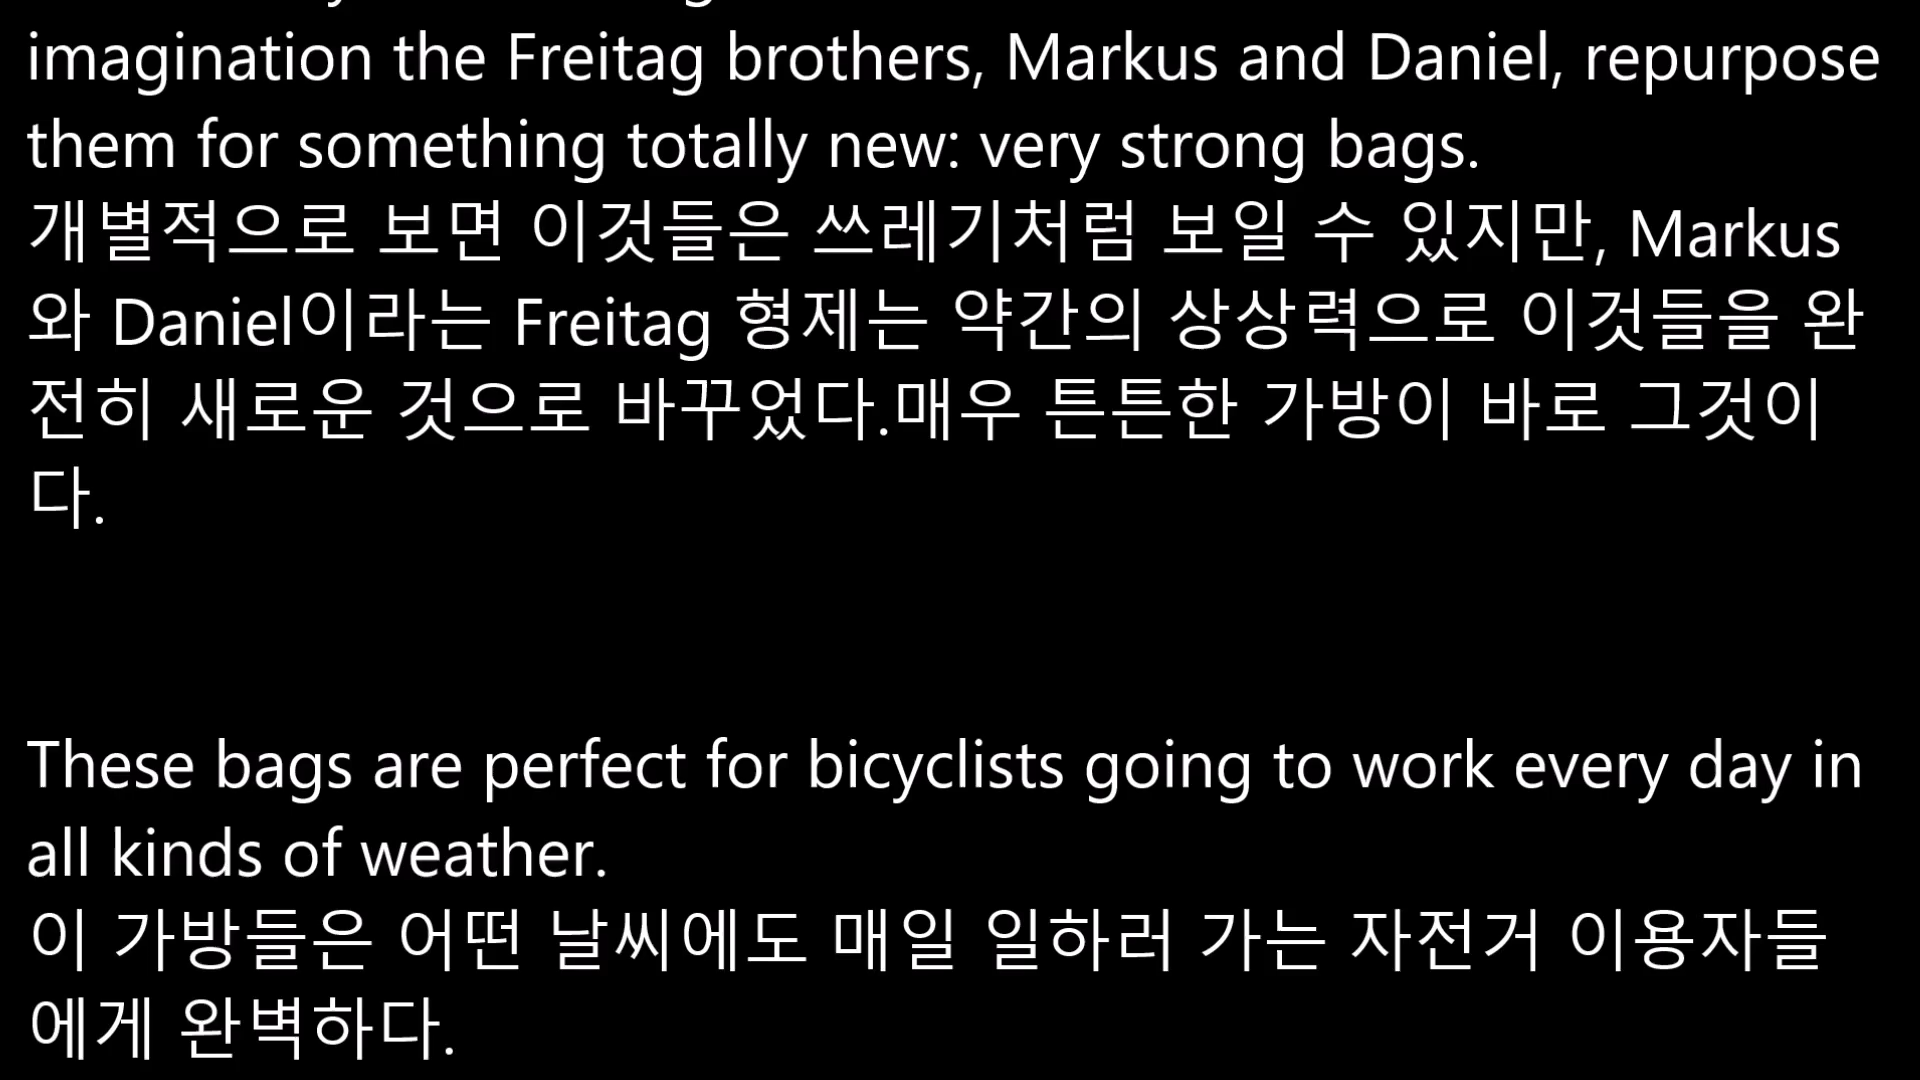 imagination the Freitag brothers, Markus and Daniel, repurpose
them for something totally new: very strong bags.
개별적으로 보면 이것들은 쓰레기처럼 보일 수 있지만, Markus
와 Daniel이라는 Freitag 형제는 약간의 상상력으로 이것들을 완
전히 새로운 것으로 바꾸었다.매우 튼튼한 가방이 바로 그것이
다.
These bags are perfect for bicyclists going to work every day in
all kinds of weather.
이 가방들은 어떤 날씨에도 매일 일하러 가는 자전거 이용자들
에게 완벽하다.